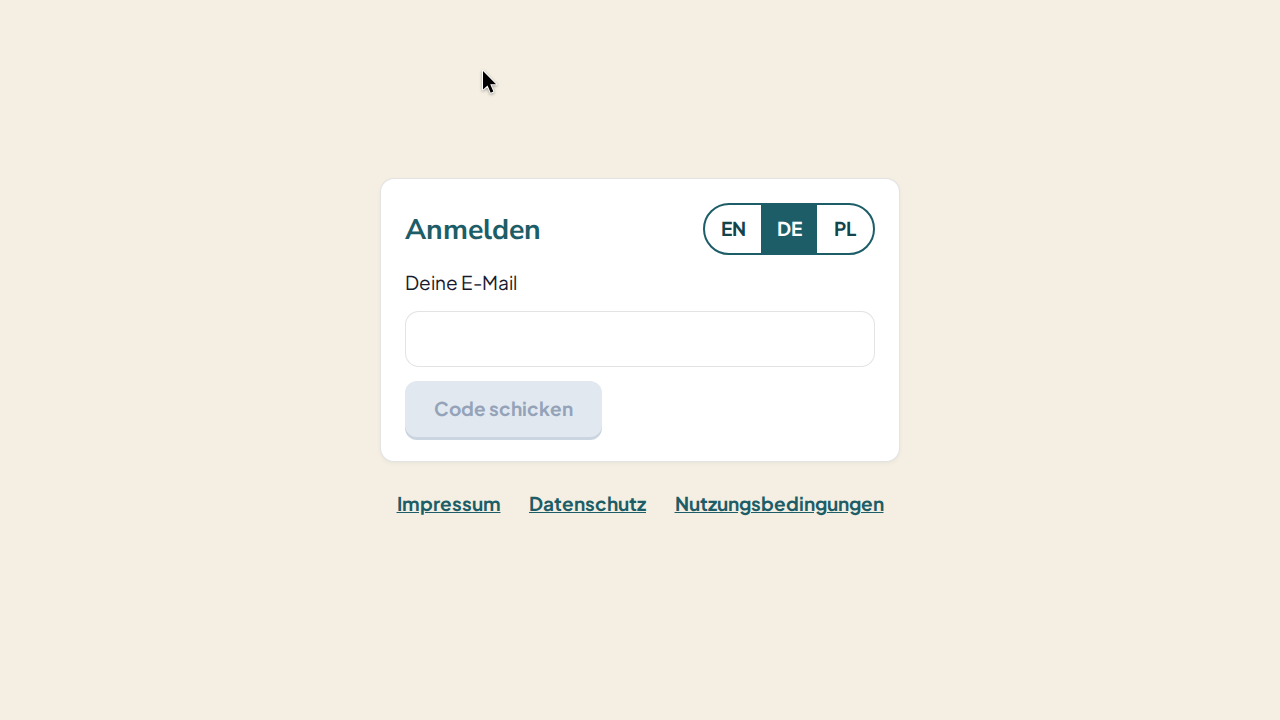 Anmelden EN DE PL
Deine E-Mail
Code schicken
Impressum Datenschutz Nutzungsbedingungen